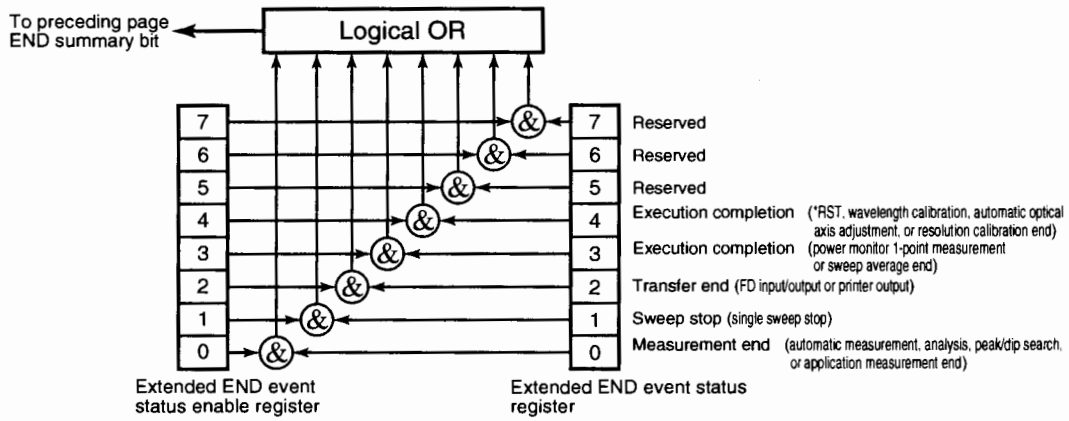 To preceding page
END summary bit
Logical OR
7 & 7 Reserved
6 & 6 Reserved
5 & 5 Reserved
4 & 4 Execution completion (*RST, wavelength calibration, automatic optical
axis adjustment, or resolution calibration end)
3 & 3 Execution completion (power monitor 1-point measurement
or sweep average end)
2 & 2 Transfer end (FD input/output or printer output)
1 & 1 Sweep stop (single sweep stop)
0 & 0 Measurement end (automatic measurement, analysis, peak/dip search,
or application measurement end)
Extended END event
status enable register
Extended END event status
register